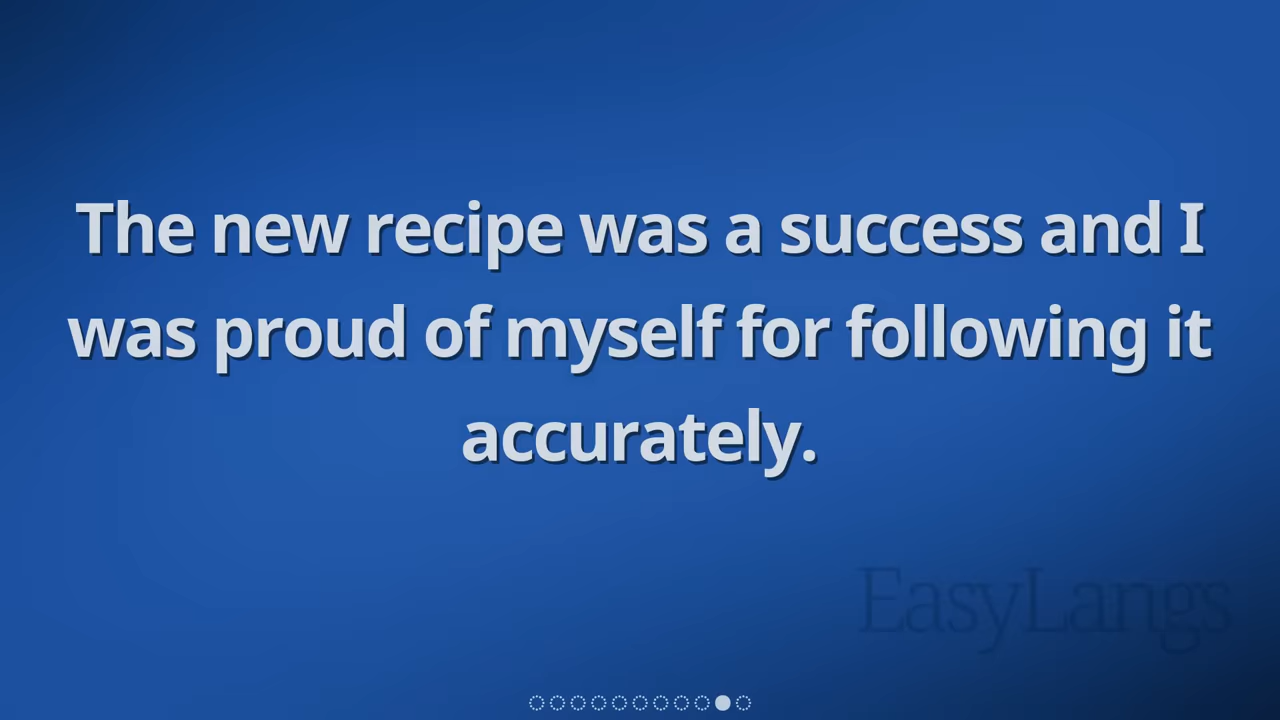 The new recipe was a success and I
was proud of myself for following it
accurately.
EasyLangs